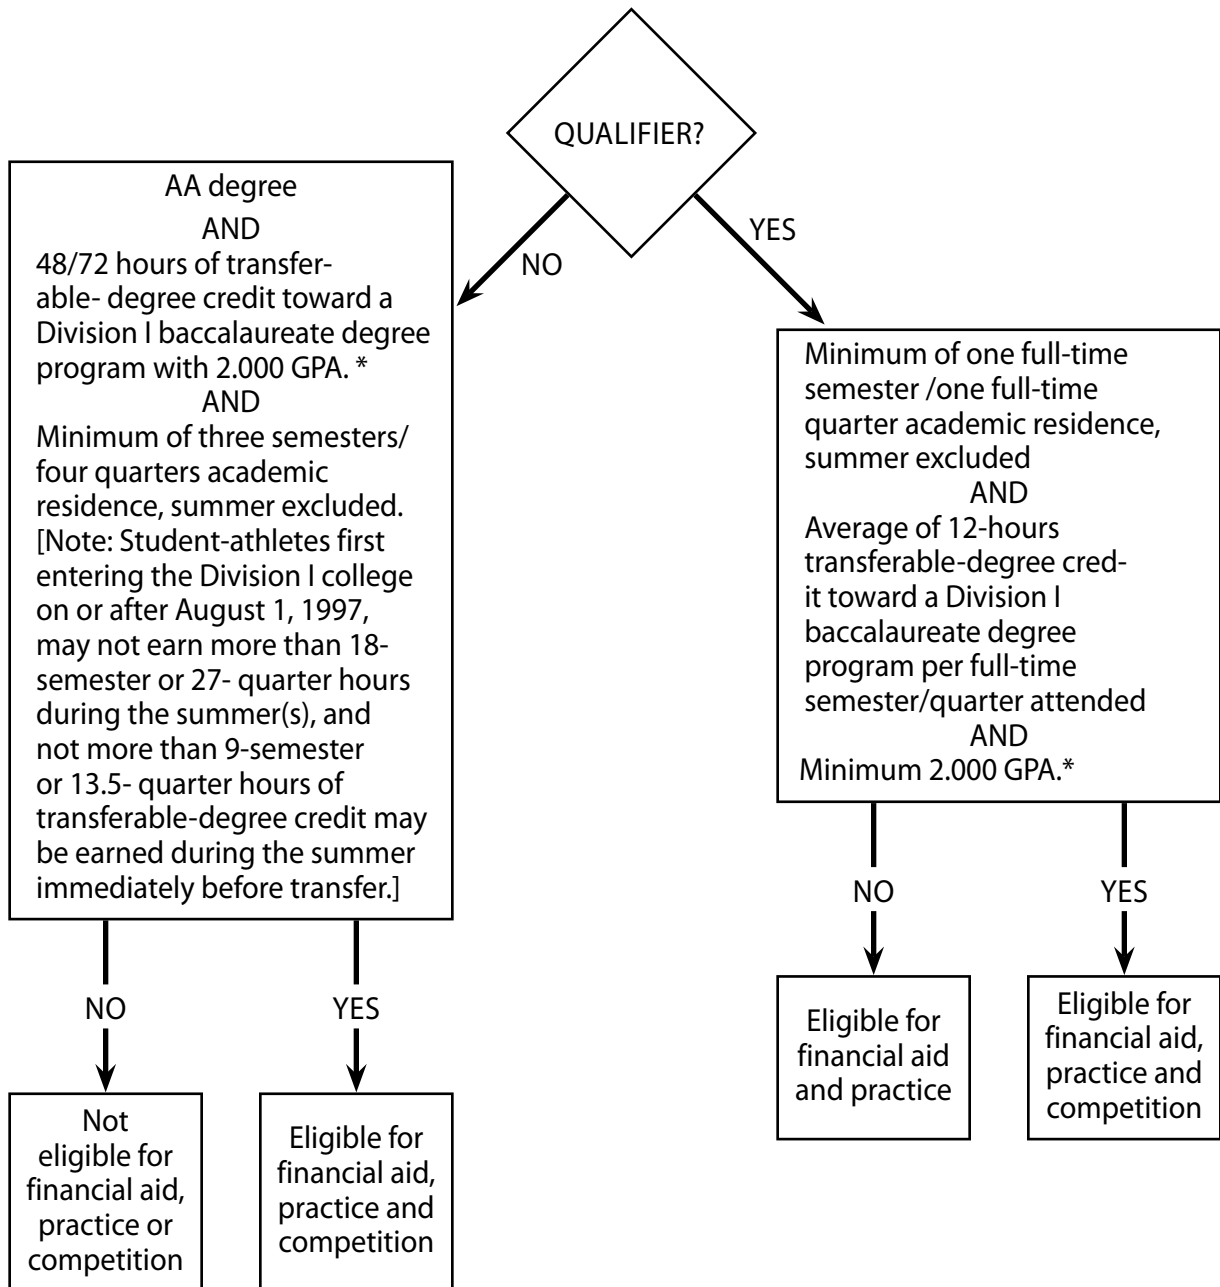 QUALIFIER?
NO
YES
AA degree
AND
48/72 hours of transfer-
able- degree credit toward a
Division I baccalaureate degree
program with 2.000 GPA. *
AND
Minimum of three semesters/
four quarters academic
residence, summer excluded.
[Note: Student-athletes first
entering the Division I college
on or after August 1, 1997,
may not earn more than 18-
semester or 27- quarter hours
during the summer(s), and
not more than 9-semester
or 13.5- quarter hours of
transferable-degree credit may
be earned during the summer
immediately before transfer.]
NO
YES
Not
eligible for
financial aid,
practice or
competition
Eligible for
financial aid,
practice and
competition
Minimum of one full-time
semester /one full-time
quarter academic residence,
summer excluded
AND
Average of 12-hours
transferable-degree cred-
it toward a Division I
baccalaureate degree
program per full-time
semester/quarter attended
AND
Minimum 2.000 GPA.*
NO
YES
Eligible for
financial aid
and practice
Eligible for
financial aid,
practice and
competition